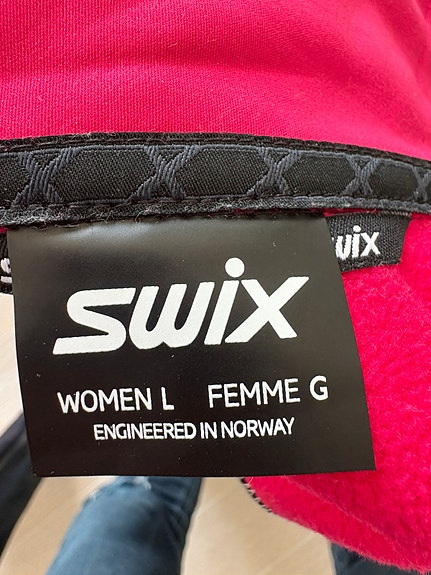 swix
swix
WOMEN L FEMME G
ENGINEERED IN NORWAY